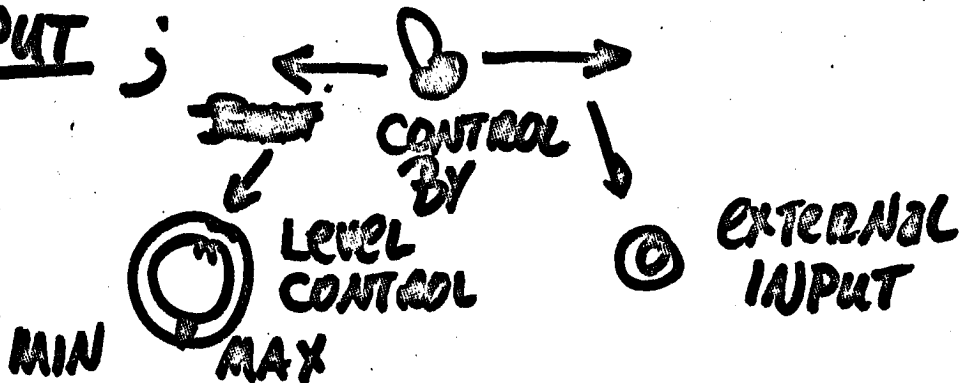 PUT ;
CONTROL
BY
LEVEL
CONTROL
EXTERNAL
INPUT
MIN MAX